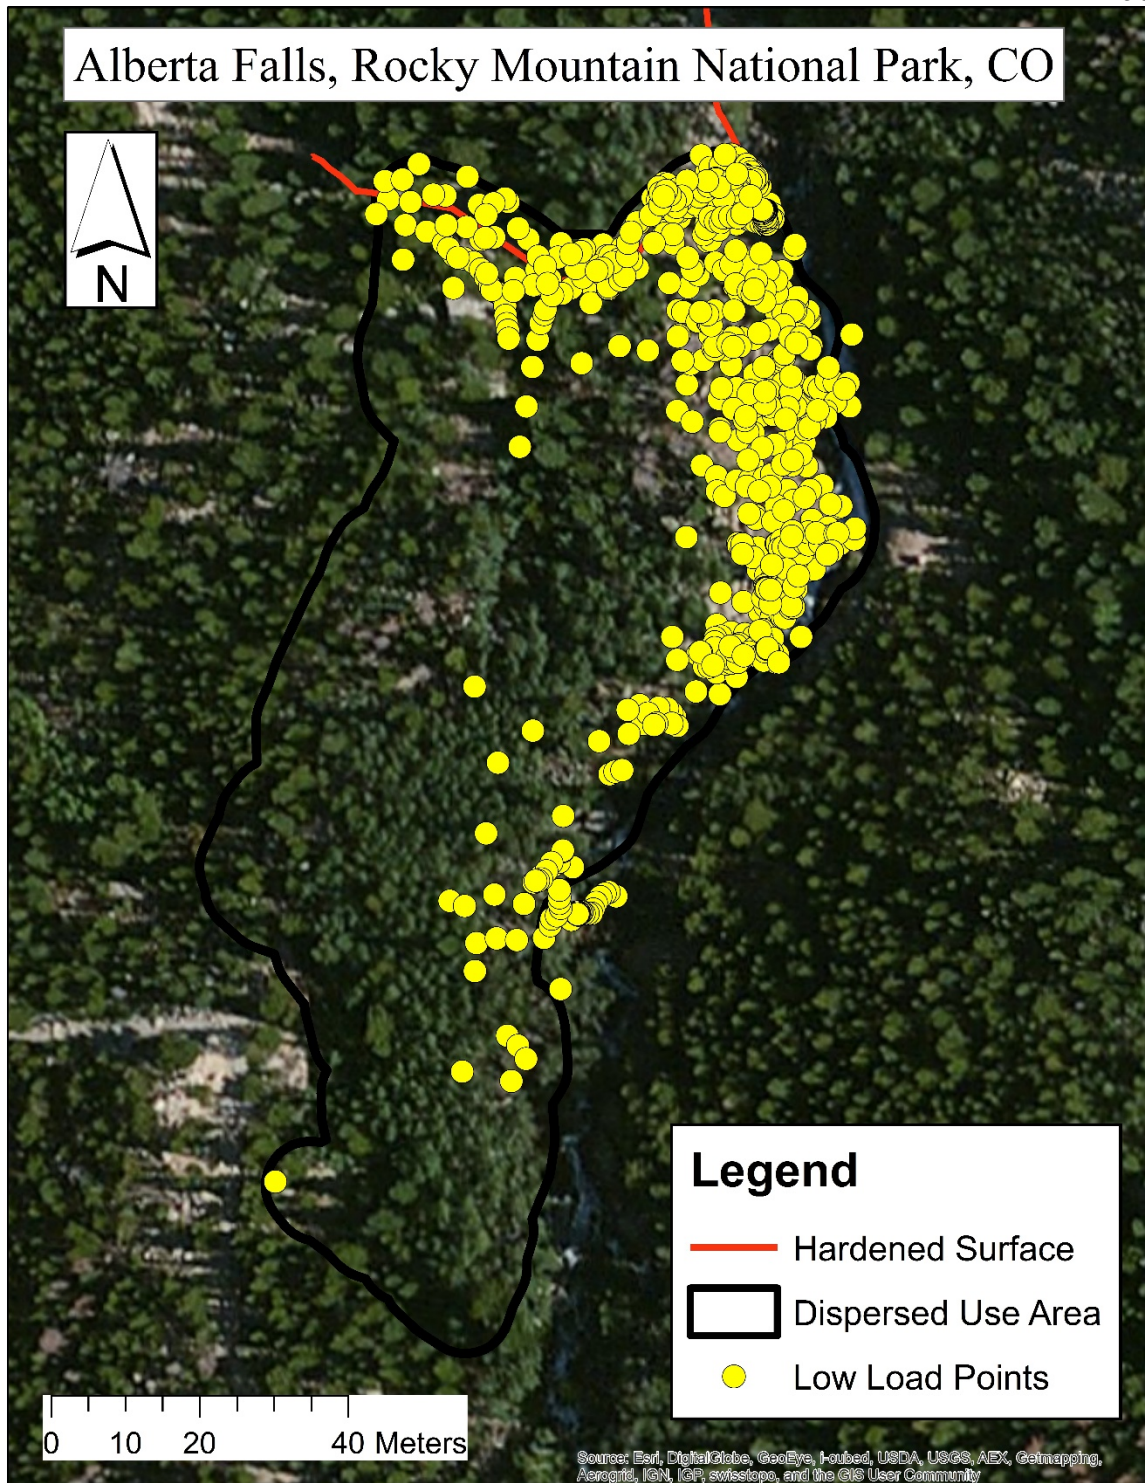 Alberta Falls, Rocky Mountain National Park, CO
N
Legend
Hardened Surface
Dispersed Use Area
Low Load Points
0 10 20 40 Meters
Source: Esri, DigitalGlobe, GeoEye, i-cubed, USDA, USGS, AEX, Getmapping,
Aerogrid, IGN, IGP, swisstopo, and the GIS User Community